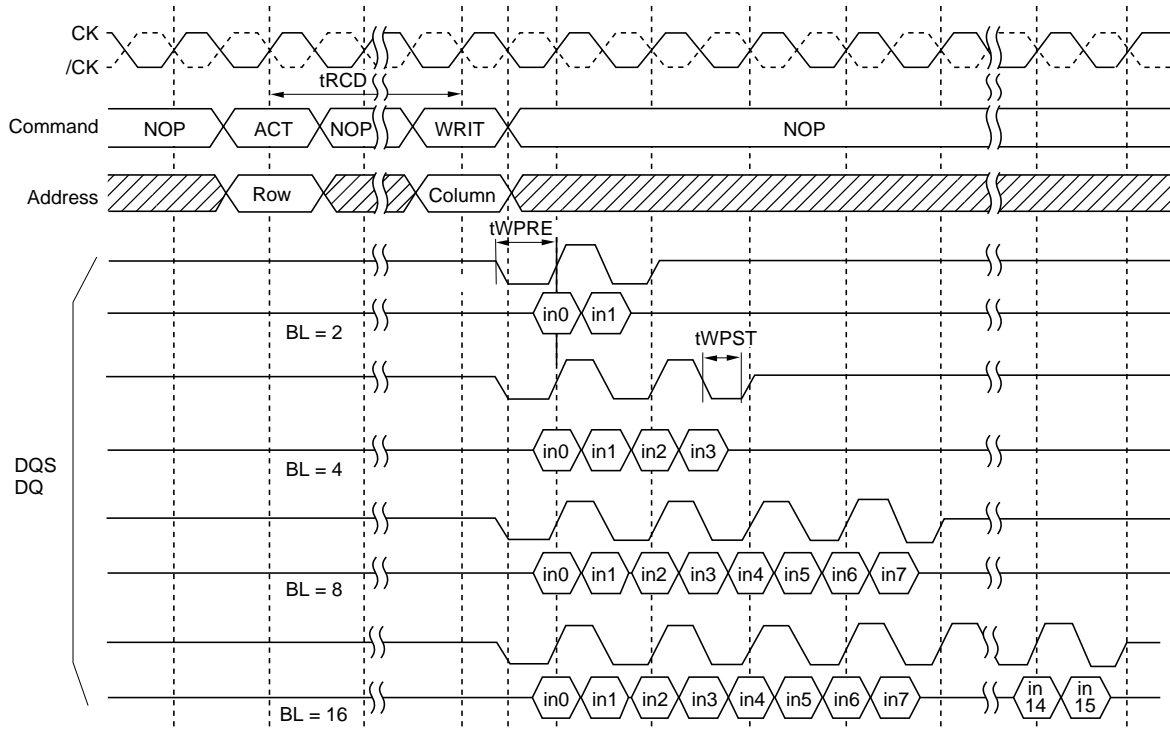 CK
/CK
tRCD
Command NOP ACT NOP WRIT NOP
Address Row Column
tWPRE
in0 in1
BL = 2
tWPST
in0 in1 in2 in3
BL = 4
DQS
DQ
in0 in1 in2 in3 in4 in5 in6 in7
BL = 8
in0 in1 in2 in3 in4 in5 in6 in7 in 14 in 15
BL = 16